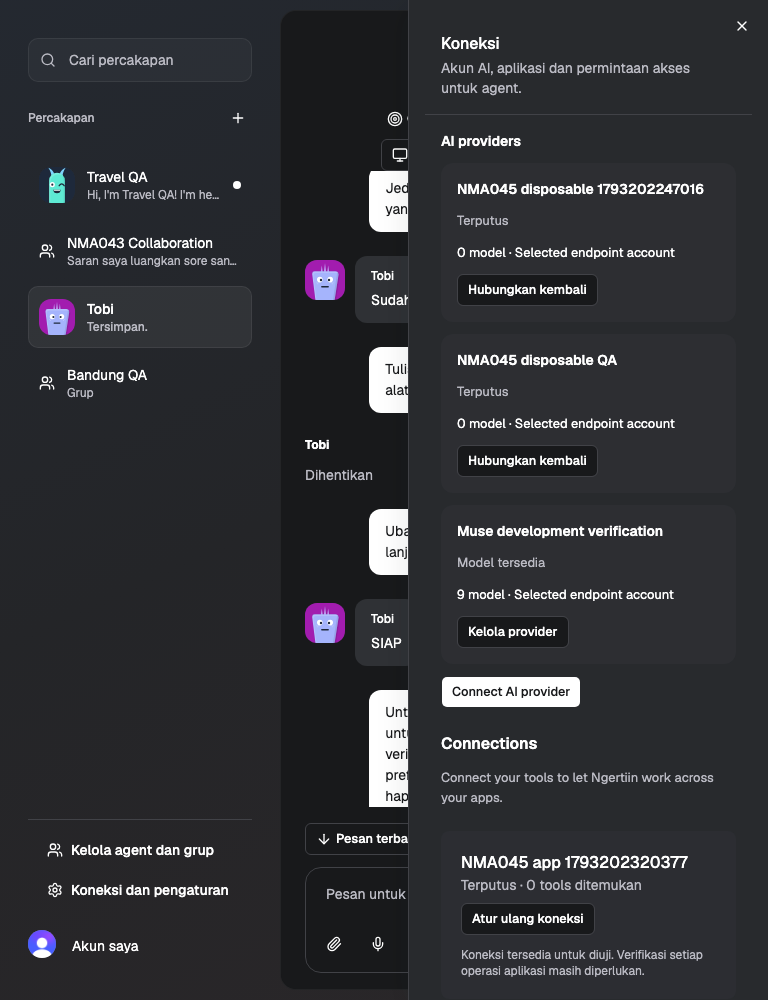 Cari percakapan
Percakapan
Travel QA
Hi, I'm Travel QA! I'm he...
NMA043 Collaboration
Saran saya luangkan sore san...
Tobi
Tersimpan.
Bandung QA
Grup
Kelola agent dan grup
Koneksi dan pengaturan
Akun saya
Tobi
Tobi
Dihentikan
Tobi
SIAP
Pesan untuk
Koneksi
Akun AI, aplikasi dan permintaan akses
untuk agent.
AI providers
NMA045 disposable 1793202247016
Terputus
0 model · Selected endpoint account
Hubungkan kembali
NMA045 disposable QA
Terputus
0 model · Selected endpoint account
Hubungkan kembali
Muse development verification
Model tersedia
9 model · Selected endpoint account
Kelola provider
Connect AI provider
Connections
Connect your tools to let Ngertiin work across
your apps.
NMA045 app 1793202320377
Terputus · 0 tools ditemukan
Atur ulang koneksi
Koneksi tersedia untuk diuji. Verifikasi setiap
operasi aplikasi masih diperlukan.